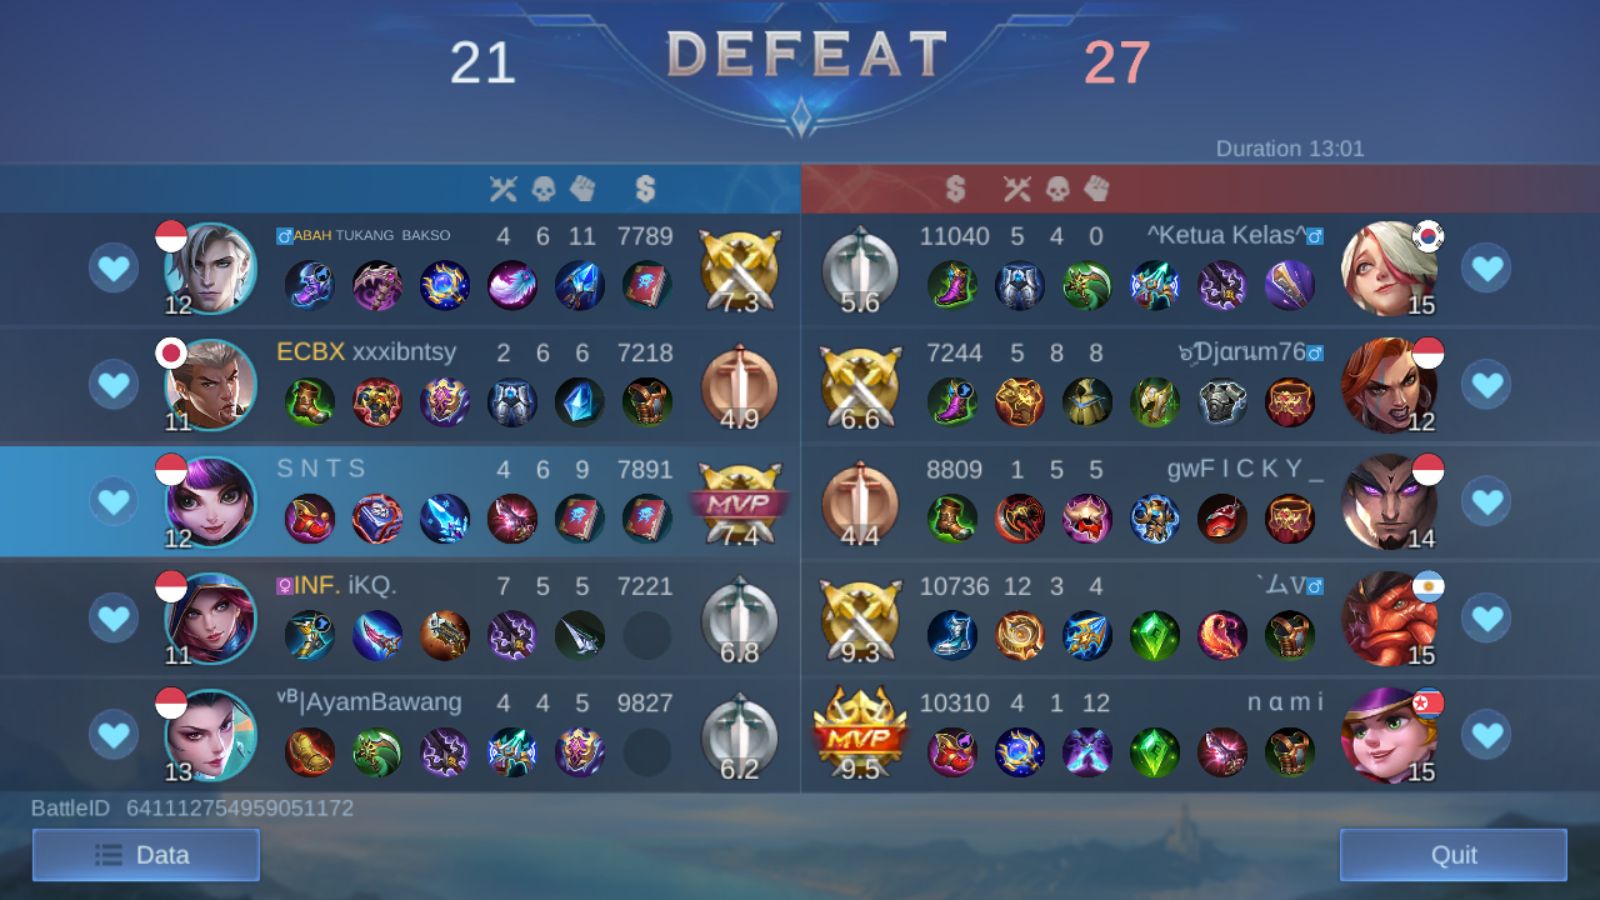 21 DEFEAT 27
Duration 13:01
ABAH TUKANG BAKSO 4 6 11 7789
12 7.3
11040 5 4 0 ^Ketua Kelas^
5.6 15
ECBX xxxibntsy 2 6 6 7218
11 4.9
7244 5 8 8 Djarum76
6.6 12
S N T S 4 6 9 7891
12 MVP 7.4
8809 1 5 5 gwF I C K Y _
4.4 14
INF. iKQ. 7 5 5 7221
11 6.8
10736 12 3 4 `ムV
9.3 15
ᵛᴮ|AyamBawang 4 4 5 9827
13 6.2
10310 4 1 12 n ɑ m i
MVP 9.5 15
BattleID 641112754959051172
Data
Quit